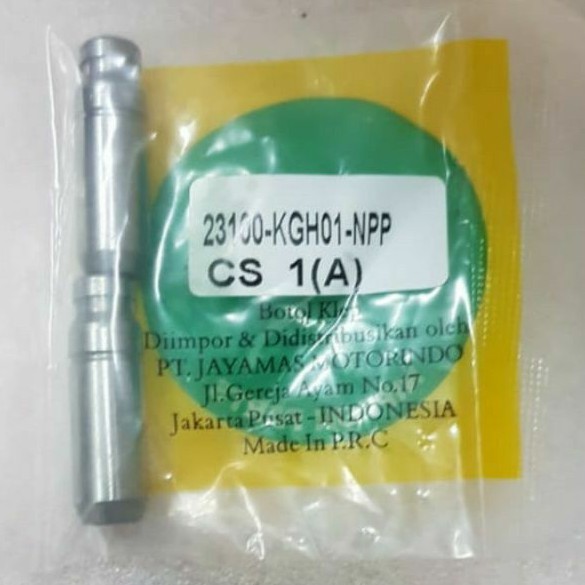 23100-KGH01-NPP
CS 1(A)
Botol Klep
Diimpor & Didistribusikan oleh
PT. JAYAMAS MOTORINDO
Jl.Gereja Ayam No.17
Jakarta Pusat - INDONESIA
Made In P.R.C